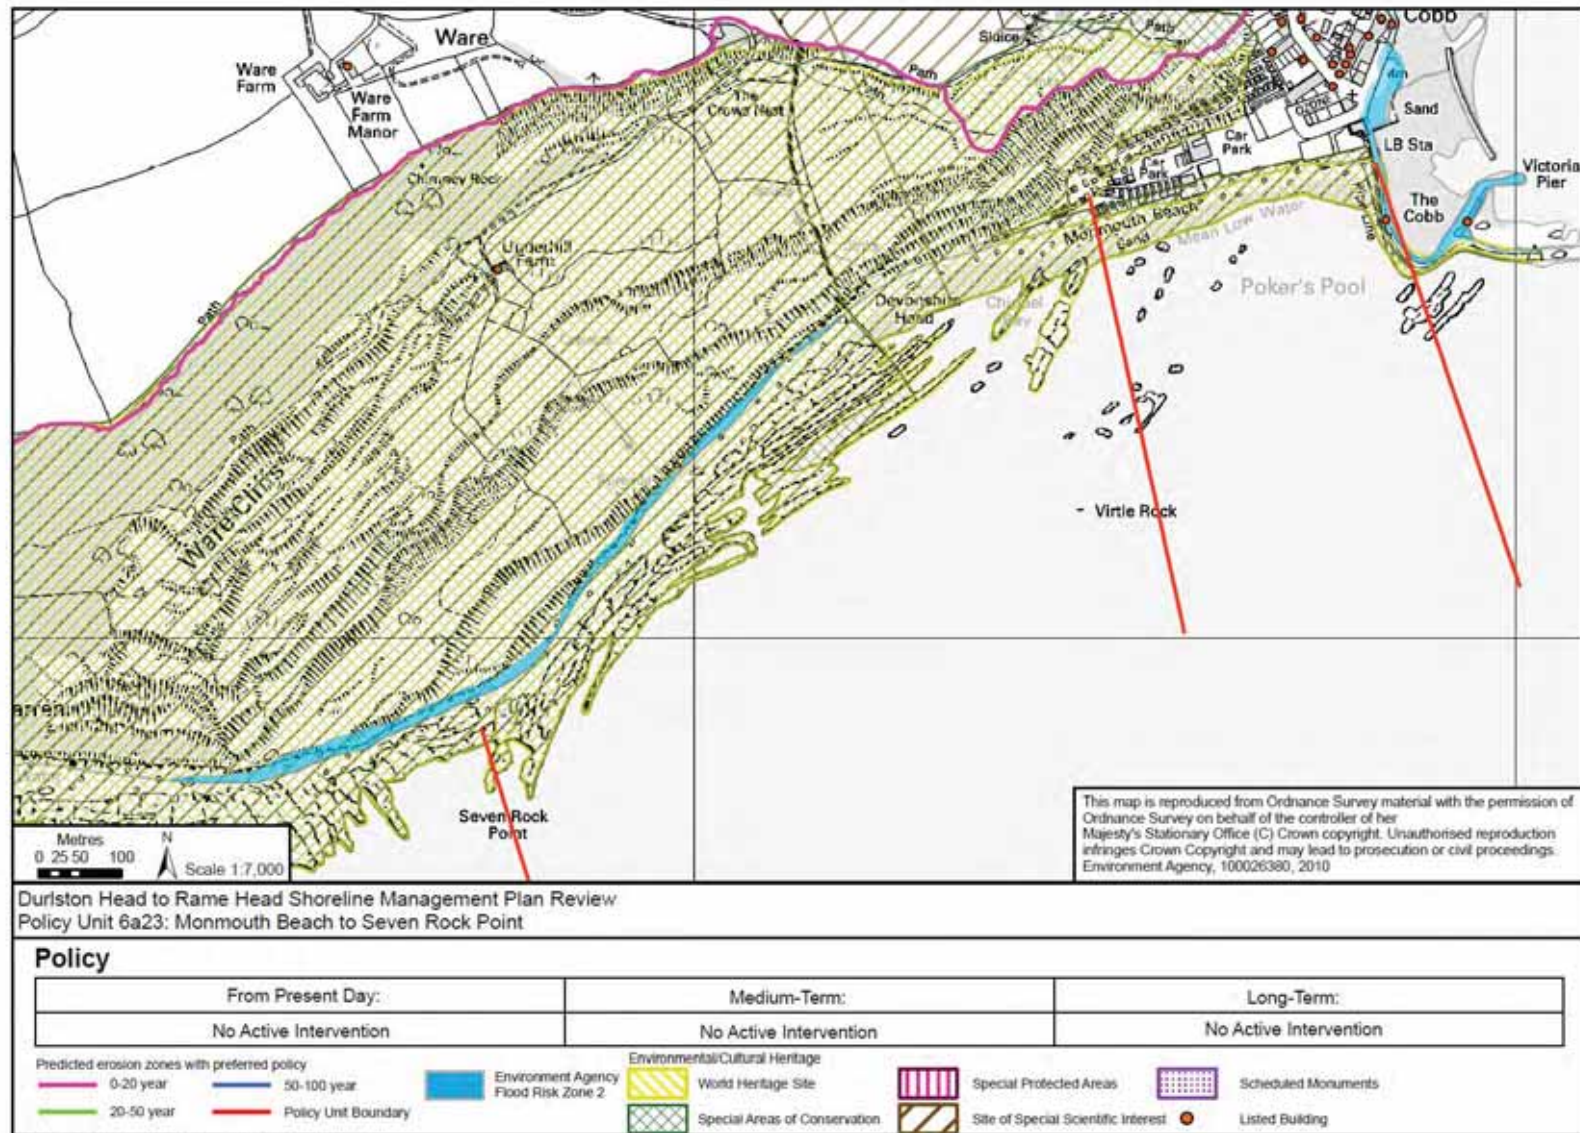 Cobb
Ware
Sluice
Path
Path
Ware
Farm
Ware
Farm
Manor
4m
Sand
Car
Park
LB Sta
Car
Park
Victoria
Pier
Chimney Rock
The
Cobb
Pipe Line
Monmouth Beach
Sand
Mean Low Water
Underhill
Farm
Poker's Pool
Devonshire
Head
Path
Path
Ware Cliffs
Virtle Rock
Seven Rock
Point
Metres
0 25 50 100
N
Scale 1:7,000
This map is reproduced from Ordnance Survey material with the permission of
Ordnance Survey on behalf of the controller of her
Majesty's Stationary Office (C) Crown copyright. Unauthorised reproduction
infringes Crown Copyright and may lead to prosecution or civil proceedings.
Environment Agency, 100026380, 2010
Durlston Head to Rame Head Shoreline Management Plan Review
Policy Unit 6a23: Monmouth Beach to Seven Rock Point
Policy
From Present Day: Medium-Term: Long-Term:
No Active Intervention No Active Intervention No Active Intervention
Predicted erosion zones with preferred policy
0-20 year
50-100 year
20-50 year
Policy Unit Boundary
Environment Agency
Flood Risk Zone 2
Environmental/Cultural Heritage
World Heritage Site
Special Protected Areas
Scheduled Monuments
Special Areas of Conservation
Site of Special Scientific Interest
Listed Building